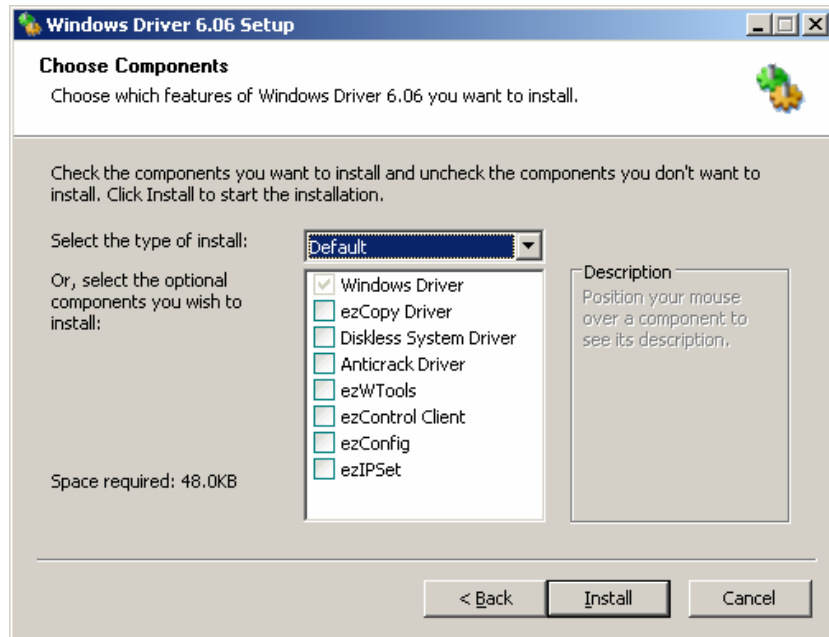 Windows Driver 6.06 Setup
Choose Components
Choose which features of Windows Driver 6.06 you want to install.
Check the components you want to install and uncheck the components you don't want to
install. Click Install to start the installation.
Select the type of install:
Default
Or, select the optional
components you wish to
install:
Windows Driver
ezCopy Driver
Diskless System Driver
Anticrack Driver
ezWTools
ezControl Client
ezConfig
ezIPSet
Description
Position your mouse
over a component to
see its description.
Space required: 48.0KB
< Back
Install
Cancel